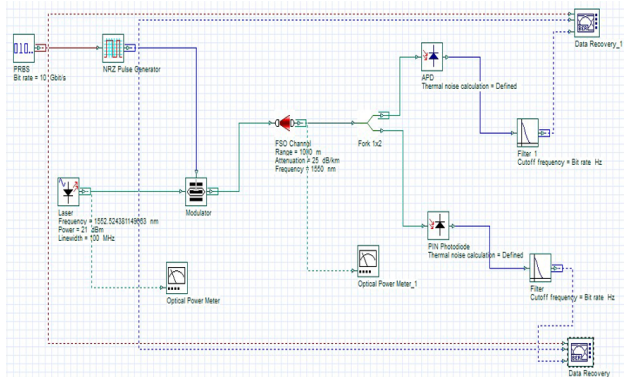 PRBS
Bit rate = 10 Gbit/s
NRZ Pulse Generator
APD
Thermal noise calculation = Defined
Data Recovery_1
Filter 1
Cutoff frequency = Bit rate Hz
FSO Channel
Range = 1000 m
Attenuation = 25 dB/km
Frequency = 1550 nm
Fork 1x2
Laser
Frequency = 1552.524381149863 nm
Power = 21 dBm
Linewidth = 100 MHz
Modulator
PIN Photodiode
Thermal noise calculation = Defined
Optical Power Meter
Optical Power Meter_1
Filter
Cutoff frequency = Bit rate Hz
Data Recovery